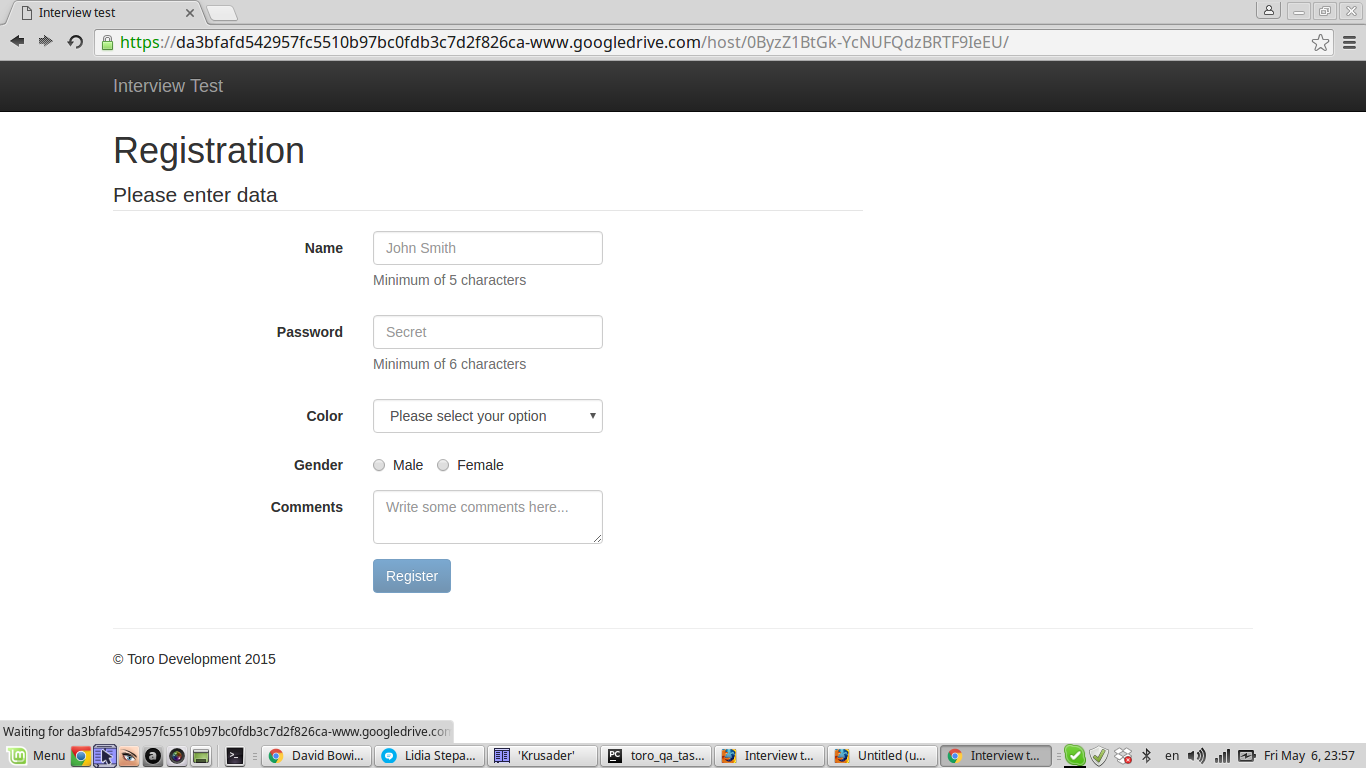 Interview test
https://da3bfafd542957fc5510b97bc0fdb3c7d2f826ca-www.googledrive.com/host/0ByzZ1BtGk-YcNUFQdzBRTF9IeEU/
Interview Test
Registration
Please enter data
Name
John Smith
Minimum of 5 characters
Password
Secret
Minimum of 6 characters
Color
Please select your option
Gender
Male Female
Comments
Write some comments here...
Register
© Toro Development 2015
Waiting for da3bfafd542957fc5510b97bc0fdb3c7d2f826ca-www.googledrive.com
Menu
David Bowi...
Lidia Stepa...
'Krusader'
toro_qa_tas...
Interview t...
Untitled (u...
Interview t...
en
Fri May 6, 23:57